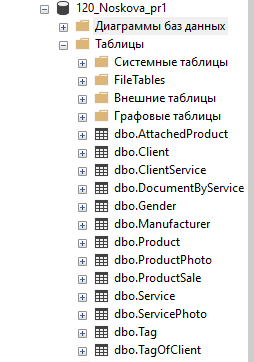 120_Noskova_pr1
Диаграммы баз данных
Таблицы
Системные таблицы
FileTables
Внешние таблицы
Графовые таблицы
dbo.AttachedProduct
dbo.Client
dbo.ClientService
dbo.DocumentByService
dbo.Gender
dbo.Manufacturer
dbo.Product
dbo.ProductPhoto
dbo.ProductSale
dbo.Service
dbo.ServicePhoto
dbo.Tag
dbo.TagOfClient